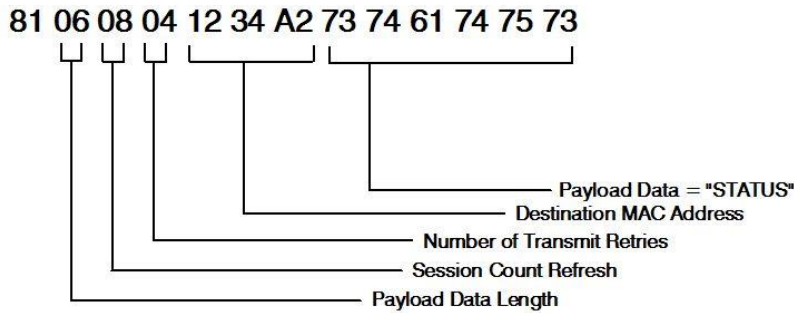 81 06 08 04 12 34 A2 73 74 61 74 75 73
Payload Data = "STATUS"
Destination MAC Address
Number of Transmit Retries
Session Count Refresh
Payload Data Length